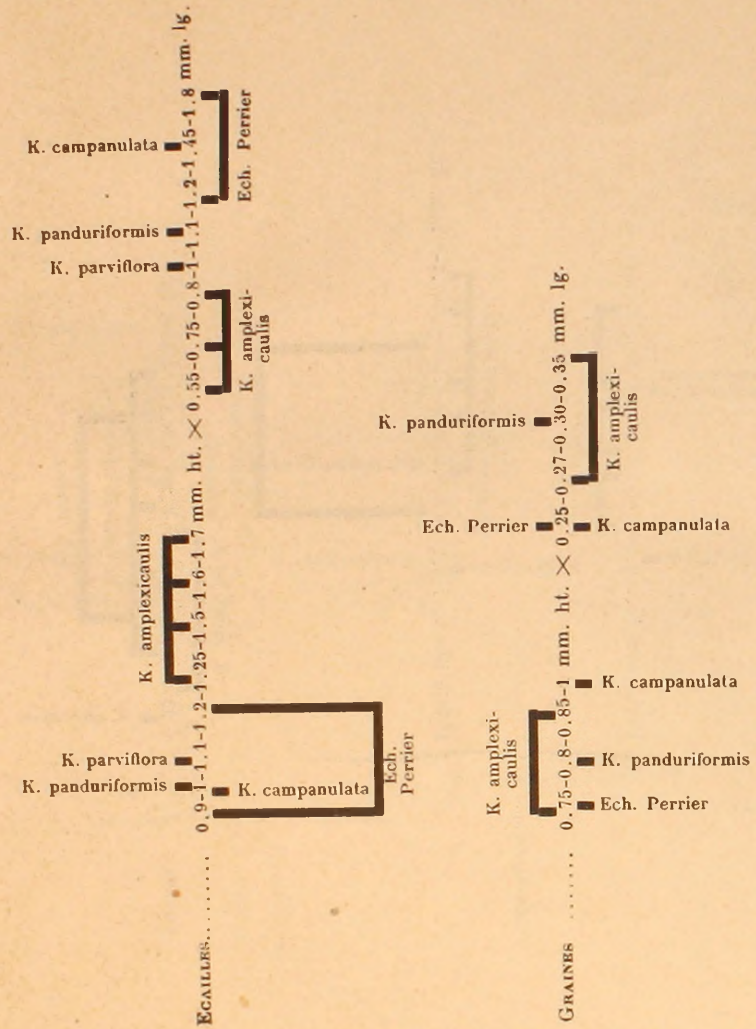 K. campanulata
K. panduriformis
K. parviflora
K. amplexicaulis
K. parviflora
K. panduriformis
ECAILLES........ 0.9-1-1.1-1.2-1.25-1.5-1.6-1.7 mm. ht. × 0.55-0.75-0.8-1-1.1-1.2-1.45-1.8 mm. lg.
K. campanulata
Ech.
Perrier
K. amplexi-
caulis
Ech. Perrier
K. panduriformis
Ech. Perrier
K. amplexi-
caulis
GRAINES ....... 0.75-0.8-0.85-1 mm. ht. × 0.25-0.27-0.30-0.35 mm. lg.
Ech. Perrier
K. panduriformis
K. campanulata
K. campanulata
K. amplexi-
caulis